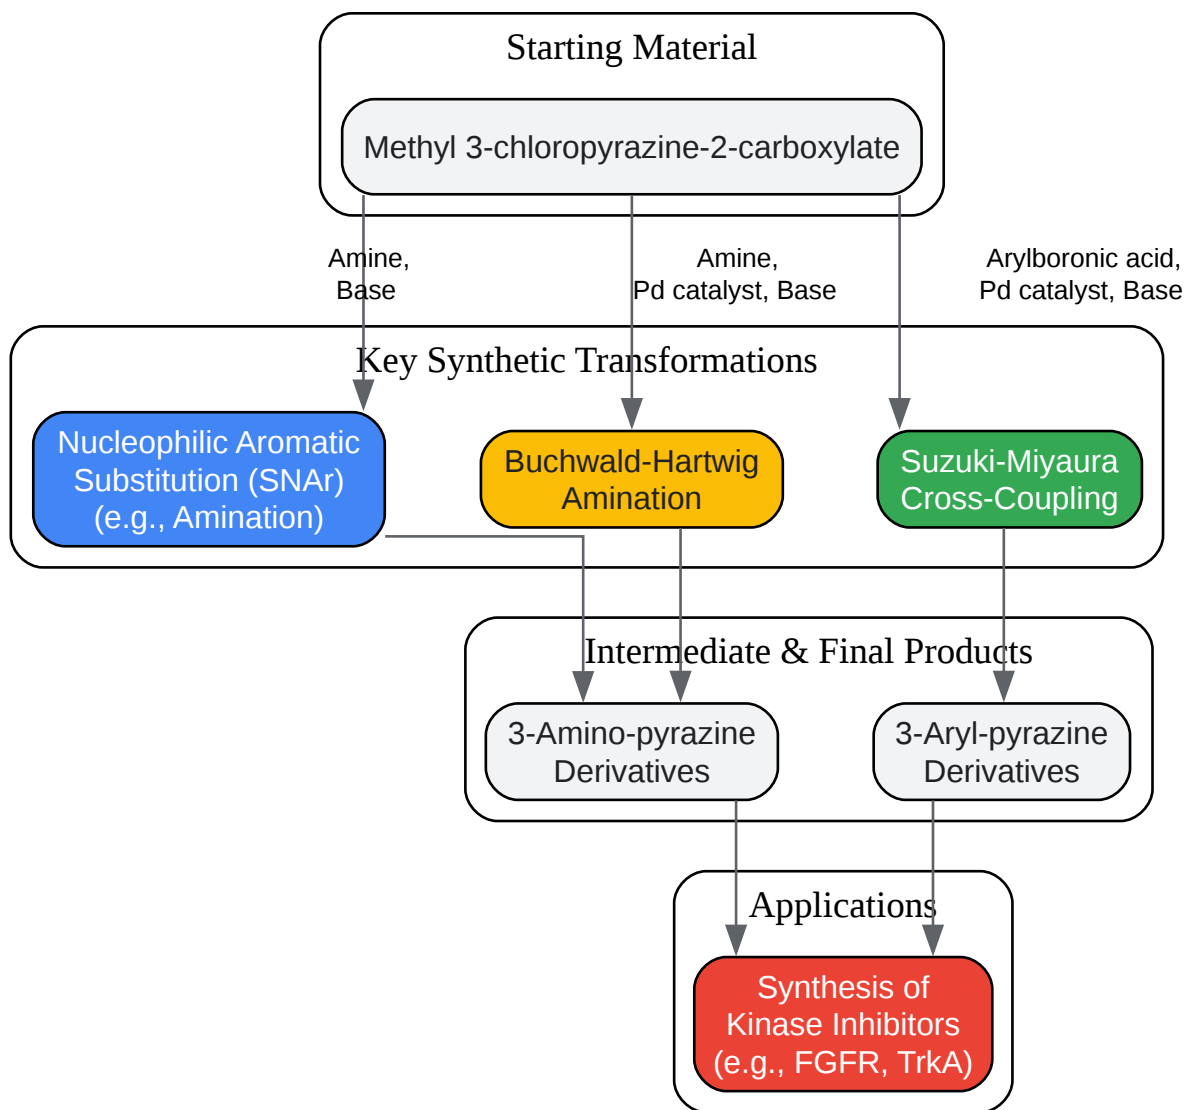 Starting Material
Methyl 3-chloropyrazine-2-carboxylate
Amine,
Base
Amine,
Pd catalyst, Base
Arylboronic acid,
Pd catalyst, Base
Key Synthetic Transformations
Nucleophilic Aromatic
Substitution (SNAr)
(e.g., Amination)
Buchwald-Hartwig
Amination
Suzuki-Miyaura
Cross-Coupling
Intermediate & Final Products
3-Amino-pyrazine
Derivatives
3-Aryl-pyrazine
Derivatives
Applications
Synthesis of
Kinase Inhibitors
(e.g., FGFR, TrkA)